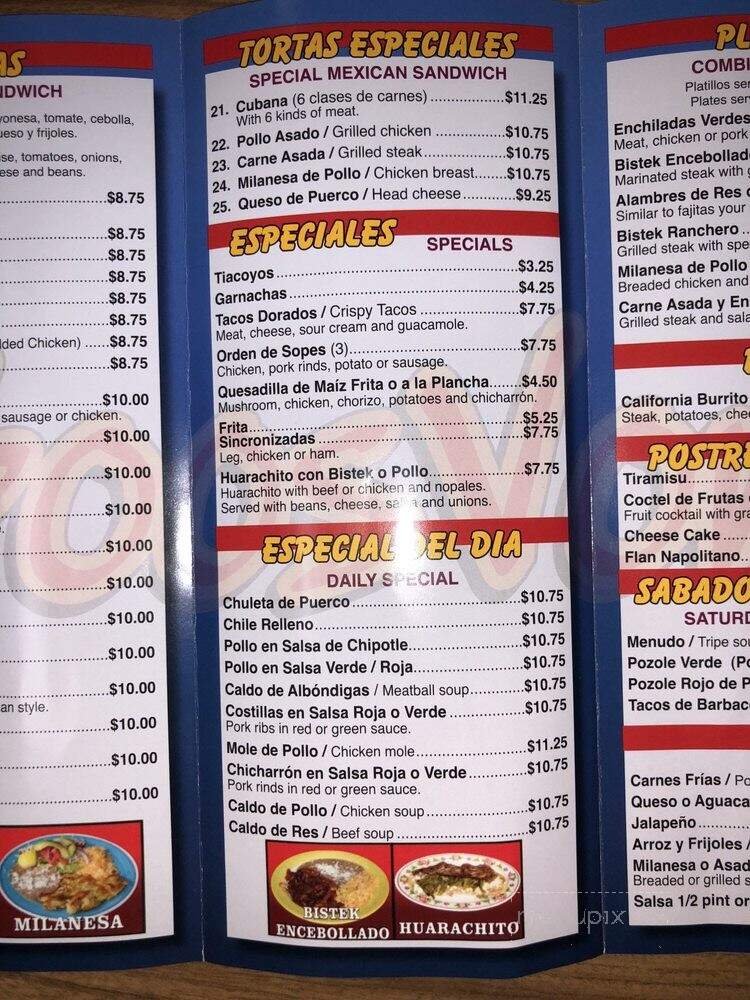 AS
NDWICH
yonesa, tomate, cebolla,
ueso y frijoles.
ise, tomatoes, onions,
ese and beans.
$8.75
$8.75
$8.75
$8.75
$8.75
$8.75
lded Chicken) ......$8.75
$8.75
$10.00
sausage or chicken.
$10.00
$10.00
$10.00
$10.00
$10.00
$10.00
$10.00
$10.00
an style.
$10.00
$10.00
$10.00
MILANESA
TORTAS ESPECIALES
SPECIAL MEXICAN SANDWICH
21. Cubana (6 clases de carnes) $11.25
With 6 kinds of meat.
22. Pollo Asado / Grilled chicken $10.75
23. Carne Asada / Grilled steak $10.75
24. Milanesa de Pollo / Chicken breast $10.75
25. Queso de Puerco / Head cheese $9.25
ESPECIALES SPECIALS
Tlacoyos $3.25
Garnachas $4.25
Tacos Dorados / Crispy Tacos $7.75
Meat, cheese, sour cream and guacamole.
Orden de Sopes (3) $7.75
Chicken, pork rinds, potato or sausage.
Quesadilla de Maíz Frita o a la Plancha $4.50
Mushroom, chicken, chorizo, potatoes and chicharrón.
Frita $5.25
Sincronizadas $7.75
Leg, chicken or ham.
Huarachito con Bistek o Pollo $7.75
Huarachito with beef or chicken and nopales.
Served with beans, cheese, salsa and unions.
ESPECIAL DEL DIA
DAILY SPECIAL
Chuleta de Puerco $10.75
Chile Relleno $10.75
Pollo en Salsa de Chipotle $10.75
Pollo en Salsa Verde / Roja $10.75
Caldo de Albóndigas / Meatball soup $10.75
Costillas en Salsa Roja o Verde $10.75
Pork ribs in red or green sauce.
Mole de Pollo / Chicken mole $11.25
Chicharrón en Salsa Roja o Verde $10.75
Pork rinds in red or green sauce.
Caldo de Pollo / Chicken soup $10.75
Caldo de Res / Beef soup $10.75
BISTEK
ENCEBOLLADO
HUARACHITO
PL
COMBI
Platillos ser
Plates serv
Enchiladas Verdes
Meat, chicken or pork
Bistek Encebollad
Marinated steak with g
Alambres de Res
Similar to fajitas your
Bistek Ranchero
Grilled steak with spe
Milanesa de Pollo
Breaded chicken and
Carne Asada y En
Grilled steak and sala
California Burrito
Steak, potatoes, chee
POSTRE
Tiramisu
Coctel de Frutas
Fruit cocktail with gra
Cheese Cake
Flan Napolitano
SABADO
SATURD
Menudo / Tripe sou
Pozole Verde (Po
Pozole Rojo de P
Tacos de Barbac
Carnes Frías / Po
Queso o Aguaca
Jalapeño
Arroz y Frijoles /
Milanesa o Asad
Breaded or grilled s
Salsa 1/2 pint or